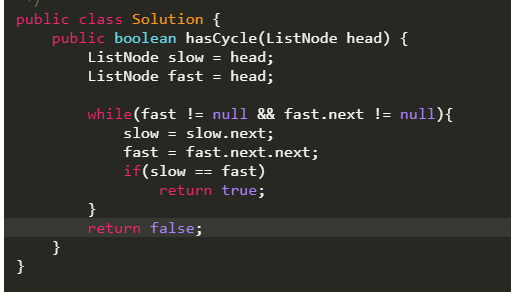 */
public class Solution {
    public boolean hasCycle(ListNode head) {
        ListNode slow = head;
        ListNode fast = head;

        while(fast != null && fast.next != null){
            slow = slow.next;
            fast = fast.next.next;
            if(slow == fast)
                return true;
        }
        return false;
    }
}